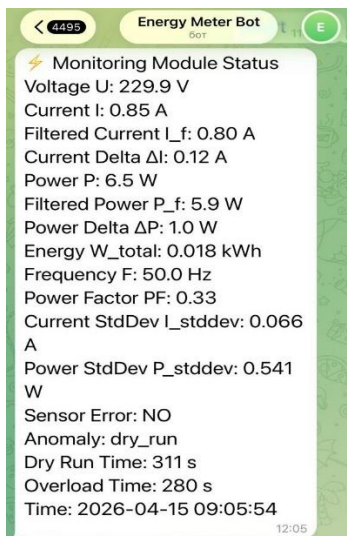 4495
Energy Meter Bot
бот
E
⚡ Monitoring Module Status
Voltage U: 229.9 V
Current I: 0.85 A
Filtered Current I_f: 0.80 A
Current Delta ΔI: 0.12 A
Power P: 6.5 W
Filtered Power P_f: 5.9 W
Power Delta ΔP: 1.0 W
Energy W_total: 0.018 kWh
Frequency F: 50.0 Hz
Power Factor PF: 0.33
Current StdDev I_stddev: 0.066
A
Power StdDev P_stddev: 0.541
W
Sensor Error: NO
Anomaly: dry_run
Dry Run Time: 311 s
Overload Time: 280 s
Time: 2026-04-15 09:05:54
12:05